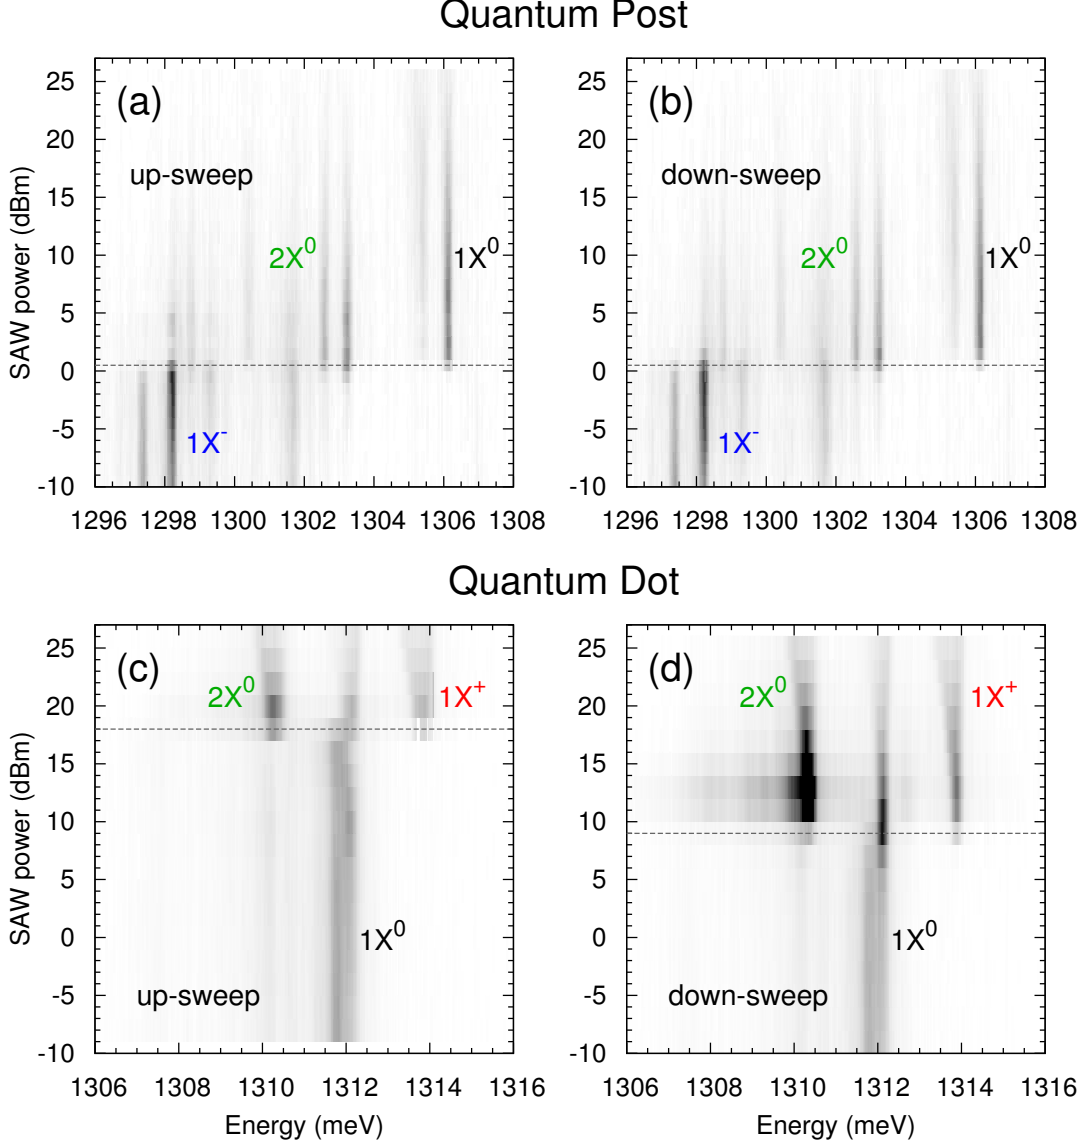 Quantum Post
(a)
(b)
up-sweep
down-sweep
2X⁰
1X⁰
2X⁰
1X⁰
1X⁻
1X⁻
SAW power (dBm)
25
20
15
10
5
0
-5
-10
1296 1298 1300 1302 1304 1306 1308
1296 1298 1300 1302 1304 1306 1308
Quantum Dot
(c)
(d)
2X⁰
1X⁺
2X⁰
1X⁺
1X⁰
1X⁰
up-sweep
down-sweep
SAW power (dBm)
25
20
15
10
5
0
-5
-10
25
20
15
10
5
0
-5
-10
25
20
15
10
5
0
-5
-10
1306 1308 1310 1312 1314 1316
1306 1308 1310 1312 1314 1316
Energy (meV)
Energy (meV)